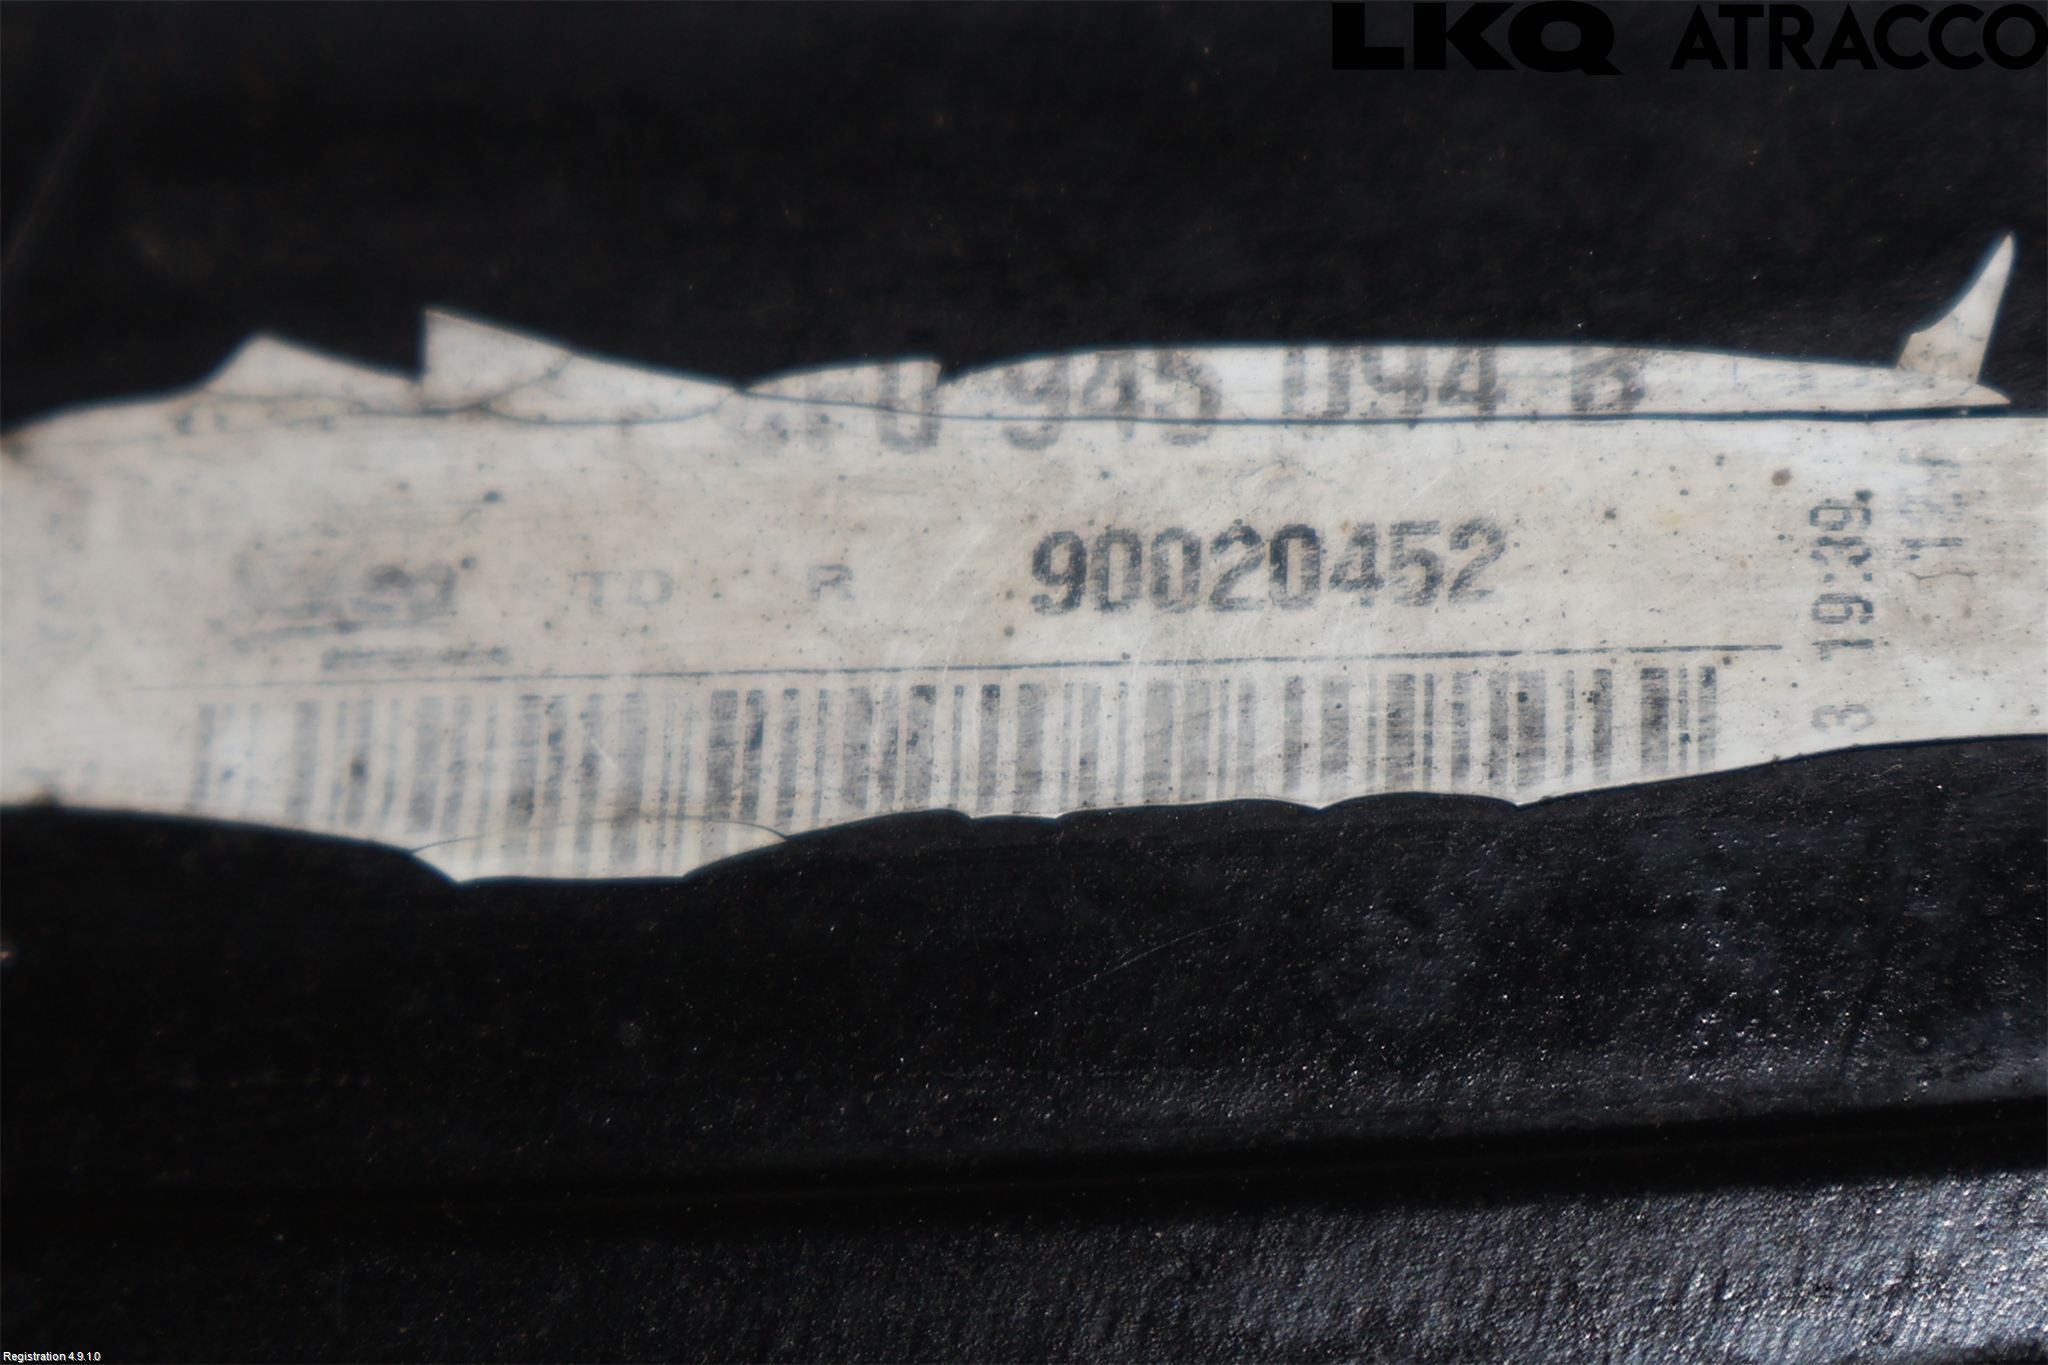 LKQ ATRACCO
0 945 094 B
TD R 90020452
3 19:39
Registration 4.9.1.0